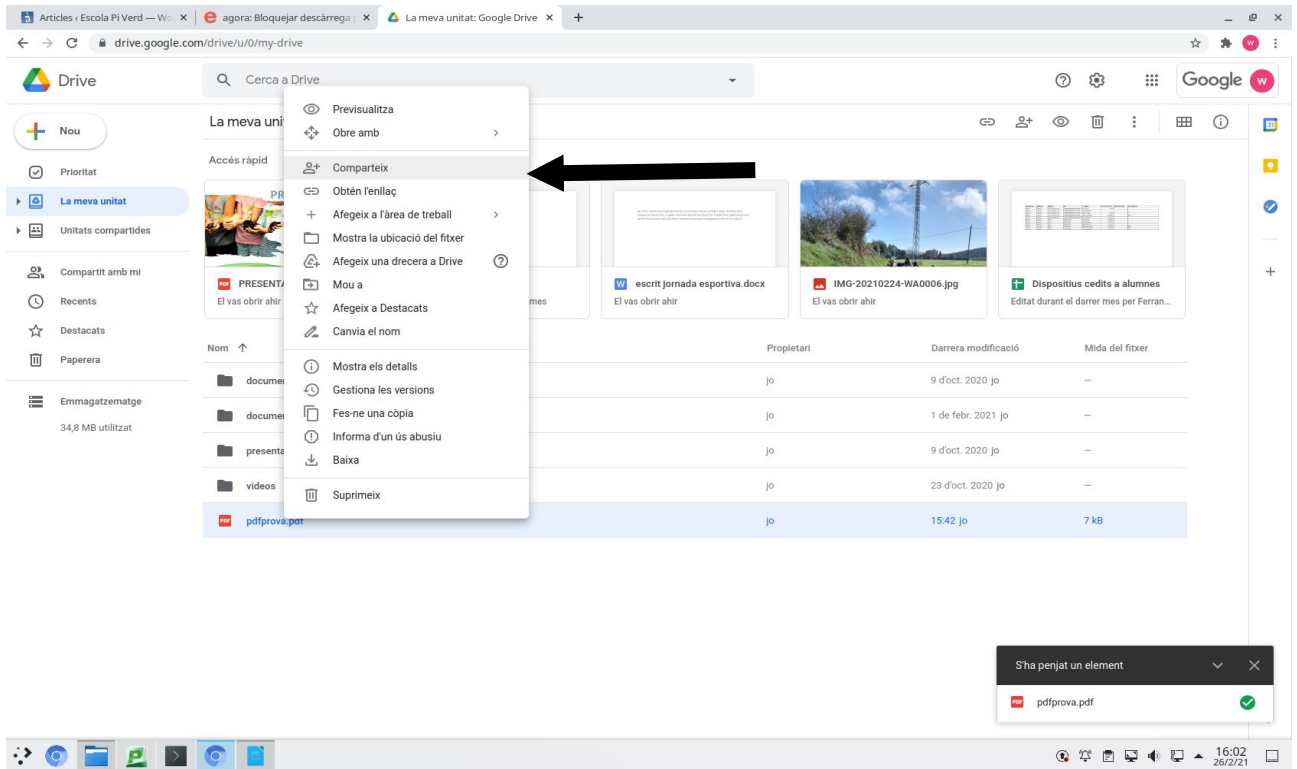 Articles ‹ Escola Pi Verd — Wo
agora: Bloquejar descàrrega p
La meva unitat: Google Drive
drive.google.com/drive/u/0/my-drive
Drive
Cerca a Drive
Google
w
Nou
Prioritat
La meva unitat
Unitats compartides
Compartit amb mi
Recents
Destacats
Paperera
Emmagatzematge
34,8 MB utilitzat
La meva uni
Accés ràpid
Previsualitza
Obre amb
Comparteix
Obtén l'enllaç
Afegeix a l'àrea de treball
Mostra la ubicació del fitxer
Afegeix una drecera a Drive
Mou a
Afegeix a Destacats
Canvia el nom
Mostra els detalls
Gestiona les versions
Fes-ne una còpia
Informa d'un ús abusiu
Baixa
Suprimeix
PR
PDF PRESENTA
El vas obrir ahir
mes
W escrit jornada esportiva.docx
El vas obrir ahir
IMG-20210224-WA0006.jpg
El vas obrir ahir
Dispositius cedits a alumnes
Editat durant el darrer mes per Ferran...
Nom Propietari Darrera modificació Mida del fitxer
documen jo 9 d'oct. 2020 jo —
documen jo 1 de febr. 2021 jo —
presenta jo 9 d'oct. 2020 jo —
videos jo 23 d'oct. 2020 jo —
PDF pdfprova.pdf jo 15:42 jo 7 kB
S'ha penjat un element
PDF pdfprova.pdf
31
16:02
26/2/21